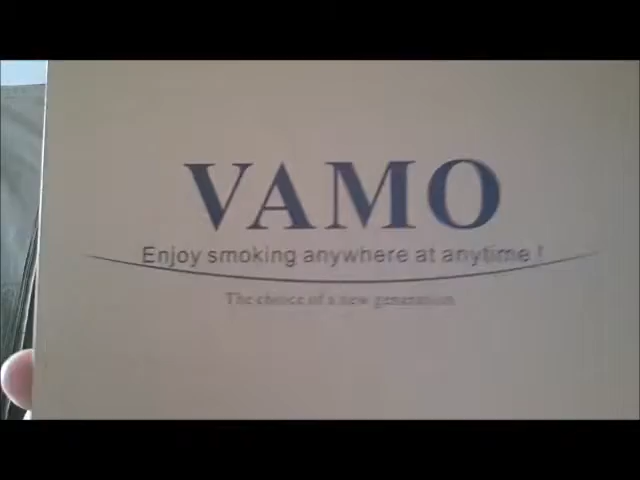 VAMO
Enjoy smoking anywhere at anytime !
The choice of a new generation